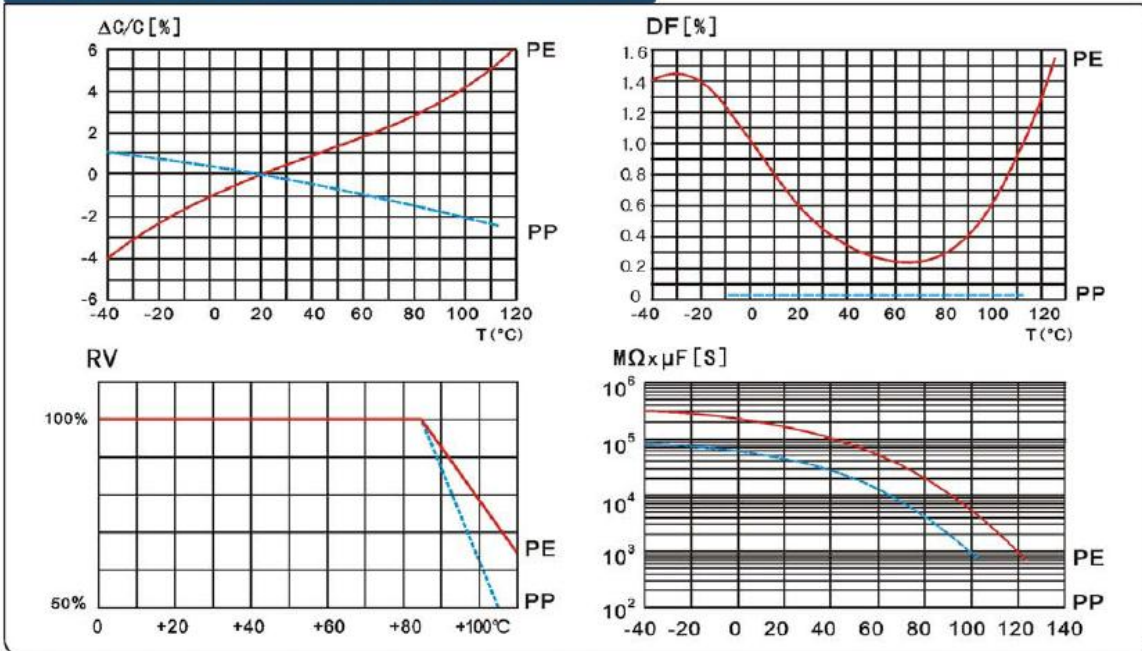 ΔC/C[%]
6
4
2
0
-2
-4
-6
PE
PP
-40 -20 0 20 40 60 80 100 120
T(°C)
DF[%]
1.6
1.4
1.2
1.0
0.8
0.6
0.4
0.2
0
PE
PP
-40 -20 0 20 40 60 80 100 120
T(°C)
RV
100%
50%
PE
PP
0 +20 +40 +60 +80 +100℃
MΩxμF[S]
10⁶
10⁵
10⁴
10³
10²
PE
PP
-40 -20 0 20 40 60 80 100 120 140